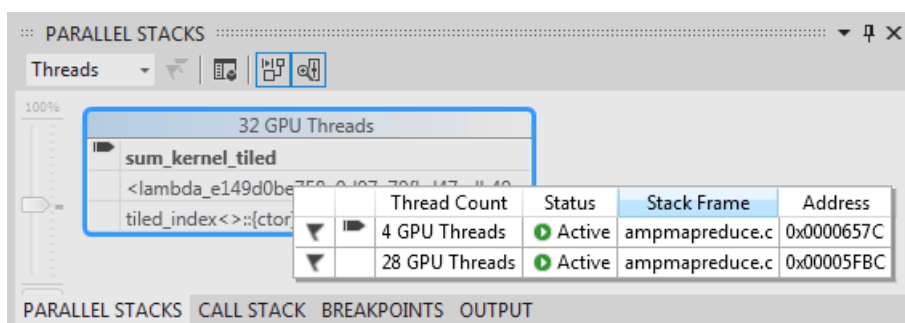 PARALLEL STACKS
Threads
100%
32 GPU Threads
sum_kernel_tiled
tiled_index<>::{ctor}
Thread Count Status Stack Frame Address
4 GPU Threads Active ampmapreduce.c 0x0000657C
28 GPU Threads Active ampmapreduce.c 0x00005FBC
PARALLEL STACKS CALL STACK BREAKPOINTS OUTPUT